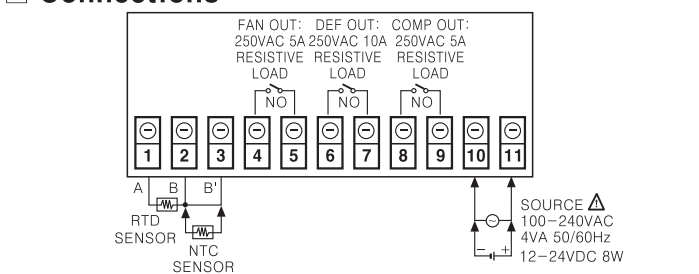 Connections
FAN OUT: DEF OUT: COMP OUT:
250VAC 5A 250VAC 10A 250VAC 5A
RESISTIVE RESISTIVE RESISTIVE
LOAD LOAD LOAD
NO NO NO
1 2 3 4 5 6 7 8 9 10 11
A B B'
RTD
SENSOR
NTC
SENSOR
SOURCE
100-240VAC
4VA 50/60Hz
- + 12-24VDC 8W